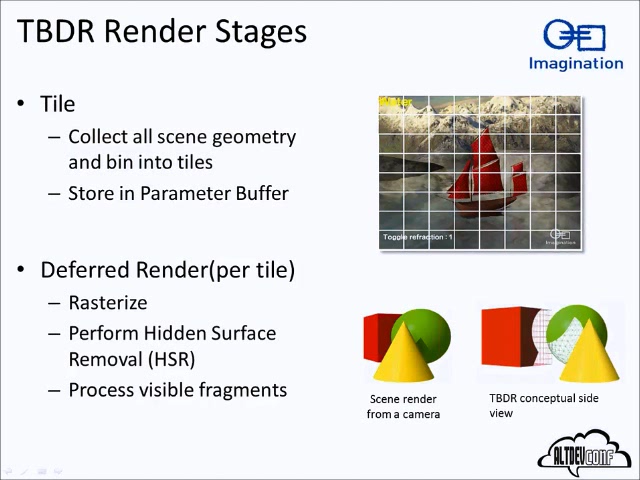 TBDR Render Stages
Imagination
• Tile
– Collect all scene geometry
and bin into tiles
– Store in Parameter Buffer
Toggle refraction : 1
Imagination
• Deferred Render(per tile)
– Rasterize
– Perform Hidden Surface
Removal (HSR)
– Process visible fragments
Scene render
from a camera
TBDR conceptual side
view
ALTDEVCONF